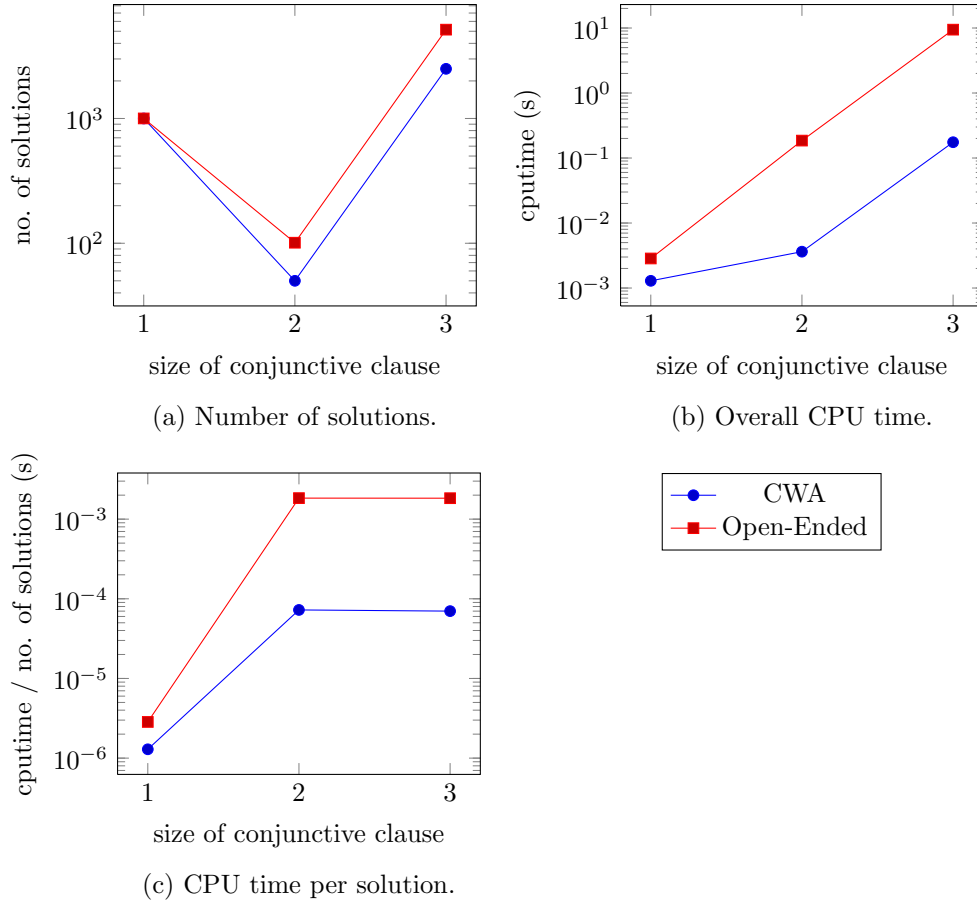 no. of solutions
10^3
10^2
1 2 3
size of conjunctive clause
(a) Number of solutions.
cputime (s)
10^1
10^0
10^−1
10^−2
10^−3
1 2 3
size of conjunctive clause
(b) Overall CPU time.
cputime / no. of solutions (s)
10^−3
10^−4
10^−5
10^−6
1 2 3
size of conjunctive clause
(c) CPU time per solution.
CWA
Open-Ended